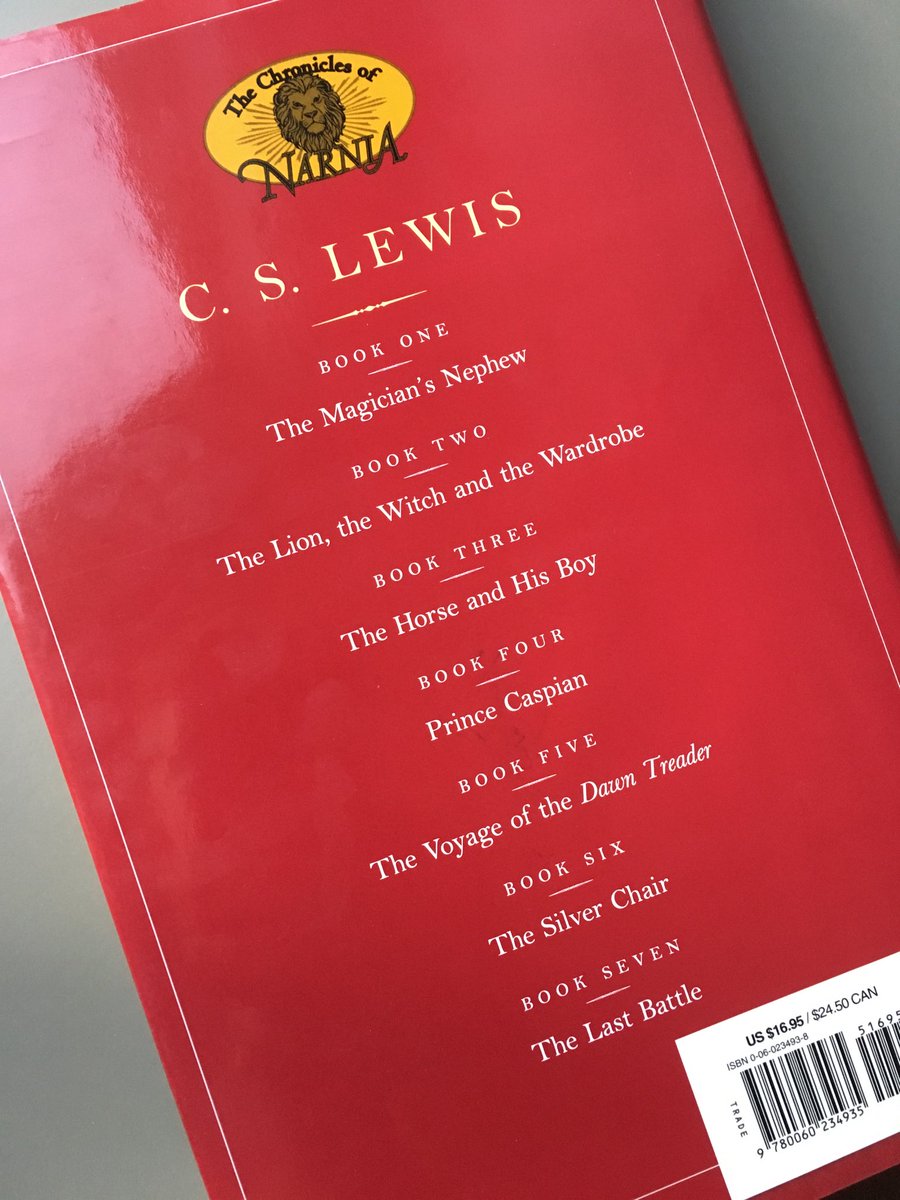 The Chronicles of
NARNIA
C. S. LEWIS
BOOK ONE
The Magician's Nephew
BOOK TWO
The Lion, the Witch and the Wardrobe
BOOK THREE
The Horse and His Boy
BOOK FOUR
Prince Caspian
BOOK FIVE
The Voyage of the Dawn Treader
BOOK SIX
The Silver Chair
BOOK SEVEN
The Last Battle
US $16.95 / $24.50 CAN
ISBN 0-06-023493-8
51695
TRADE
9 780060 234935